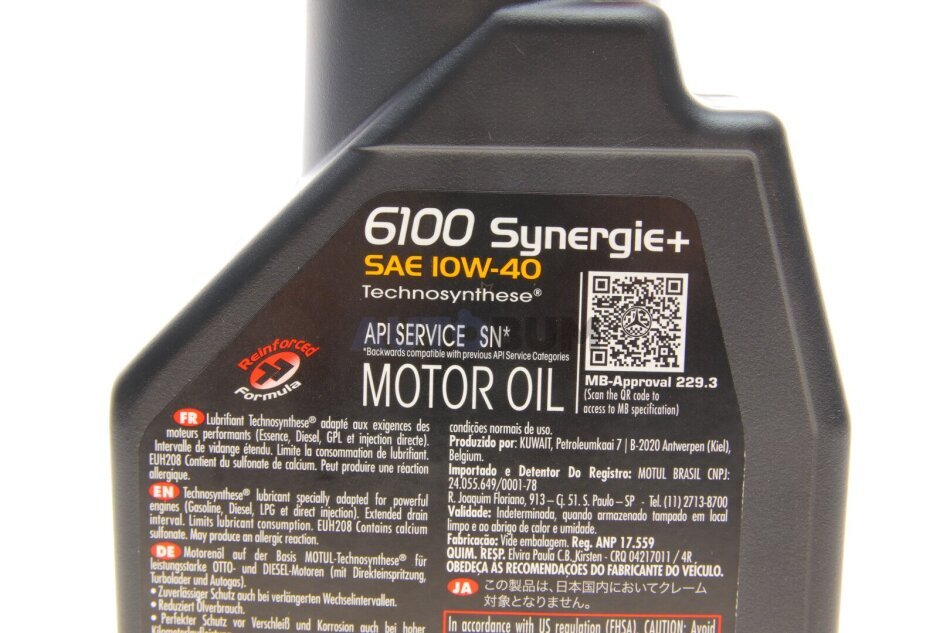 6100 Synergie+
SAE 10W-40
Technosynthese®
API SERVICE SN*
*Backwards compatible with previous API Service Categories
MOTOR OIL
MB-Approval 229.3
(Scan the QR code to
access to MB specification)
Reinforced
Formula
FR Lubrifiant Technosynthese® adapté aux exigences des
moteurs performants (Essence, Diesel, GPL et injection directe).
Intervalle de vidange étendu. Limite la consommation de lubrifiant.
EUH208 Contient du sulfonate de calcium. Peut produire une réaction
allergique.
EN Technosynthese® lubricant specially adapted for powerful
engines (Gasoline, Diesel, LPG et direct injection). Extended drain
interval. Limits lubricant consumption. EUH208 Contains calcium
sulfonate. May produce an allergic reaction.
DE Motorenöl auf der Basis MOTUL-Technosynthese® für
leistungsstarke OTTO- und DIESEL-Motoren (mit Direkteinspritzung,
Turbolader und Autogas).
• Zuverlässiger Schutz auch bei verlängerten Wechselintervallen.
• Reduziert Ölverbrauch.
• Perfekter Schutz vor Verschleiß und Korrosion auch bei hoher
condições normais de uso.
Produzido por: KUWAIT, Petroleumkaai 7 | B-2020 Antwerpen (Kiel),
Belgium.
Importado e Detentor Do Registro: MOTUL BRASIL CNPJ:
24.055.649/0001-78
R. Joaquim Floriano, 913 – Cj. 51. S. Paulo – SP - Tel. (11) 2713-8700
Validade: Indeterminada, quando armazenado tampado em local
limpo e ao abrigo de calor e umidade.
Fabricação: Vide embalagem. Reg. ANP 17.559
QUIM. RESP. Elvira Paula C.B. Kirsten - CRQ 04217011/4R
OBEDEÇA AS RECOMENDAÇÕES DO FABRICANTE DO VEÍCULO.
JA この製品は、日本国内においてクレーム
対象となりません。
In accordance with US regulation (FHSA). CAUTION: Avoid